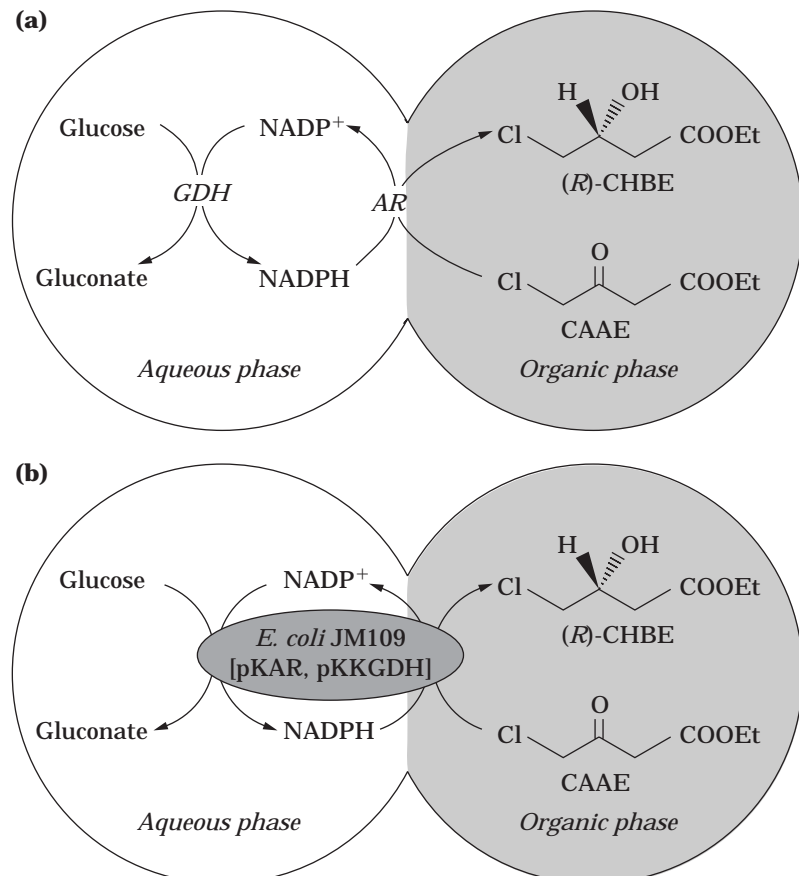 (a)
H OH
Glucose NADP+ Cl COOEt
(R)-CHBE
GDH AR
O
Gluconate NADPH Cl COOEt
CAAE
Aqueous phase Organic phase
(b)
H OH
Glucose NADP+ Cl COOEt
(R)-CHBE
E. coli JM109
[pKAR, pKKGDH]
O
Gluconate NADPH Cl COOEt
CAAE
Aqueous phase Organic phase